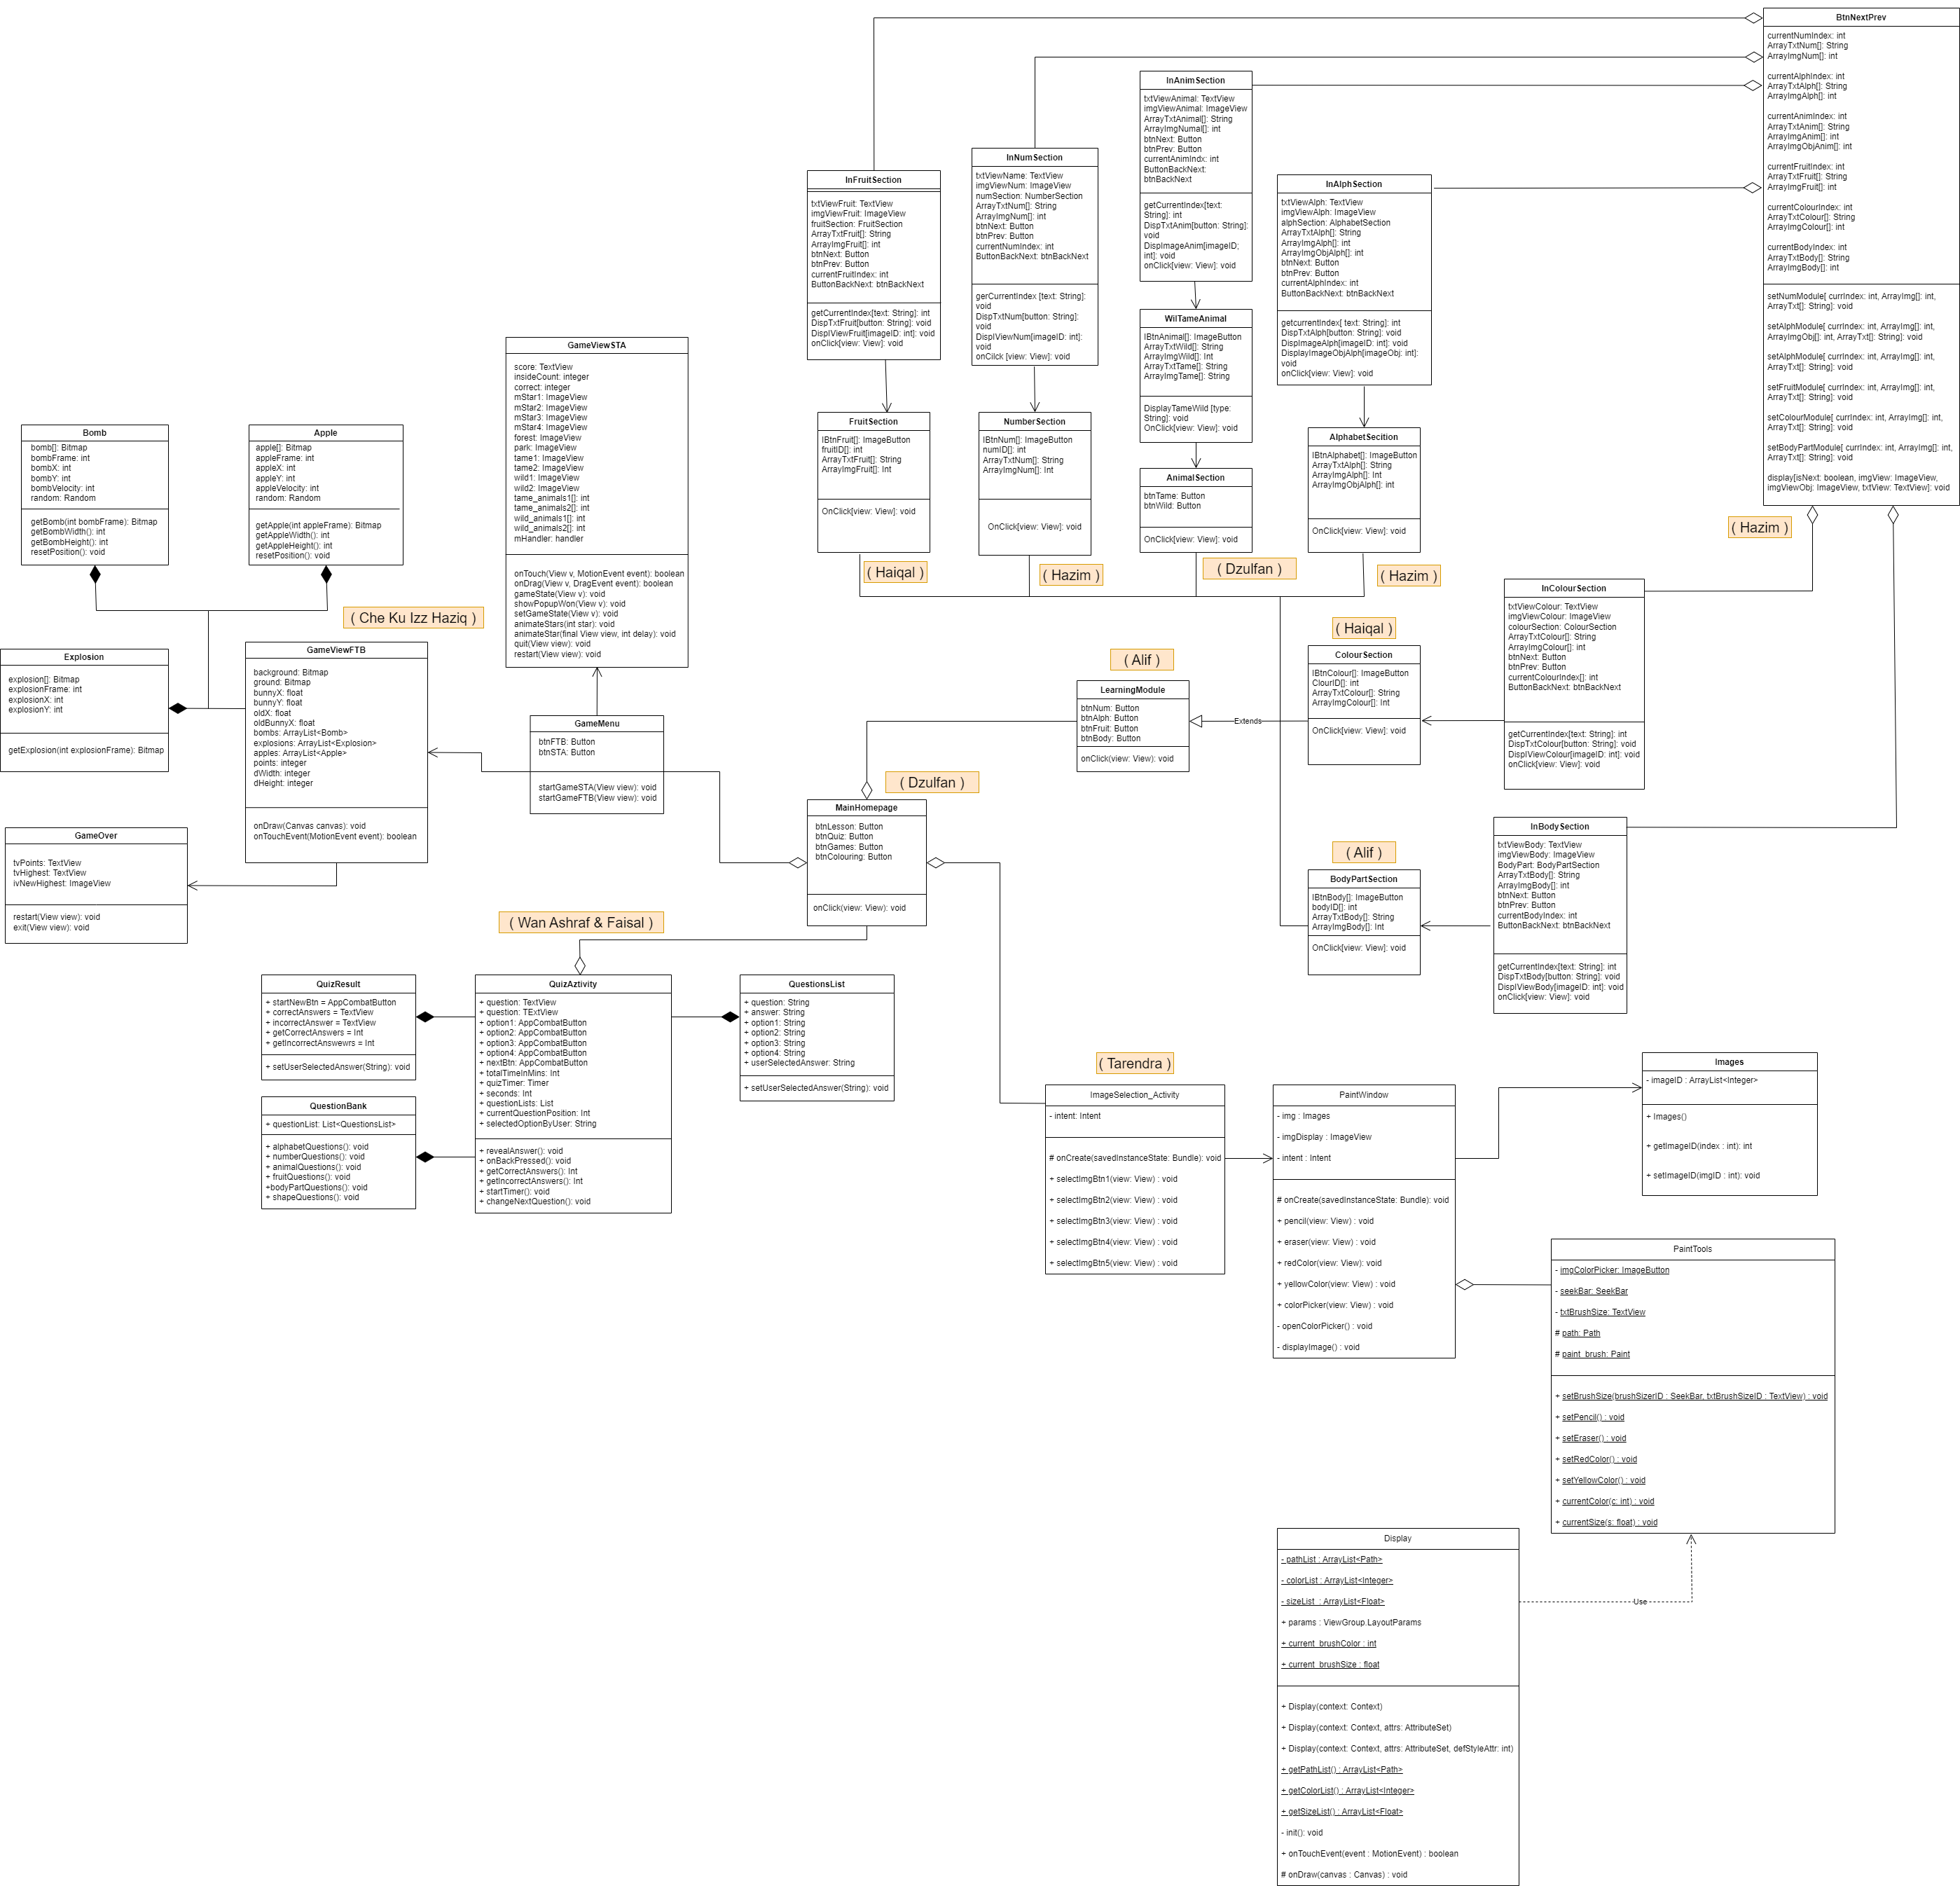 BtnNextPrev
currentNumIndex: int
ArrayTxtNum[]: String
ArrayImgNum[]: int
currentAlphIndex: int
ArrayTxtAlph[]: String
ArrayImgAlph[]: int
currentAnimIndex: int
ArrayTxtAnim[]: String
ArrayImgAnim[]: int
ArrayImgObjAnim[]: int
currentFruitIndex: int
ArrayTxtFruit[]: String
ArrayImgFruit[]: int
currentColourIndex: int
ArrayTxtColour[]: String
ArrayImgColour[]: int
currentBodyIndex: int
ArrayTxtBody[]: String
ArrayImgBody[]: int
setNumModule[ currIndex: int, ArrayImg[]: int,
ArrayTxt[]: String]: void
setAlphModule[ currIndex: int, ArrayImg[]: int,
ArrayImgObj[]: int, ArrayTxt[]: String]: void
setAlphModule[ currIndex: int, ArrayImg[]: int,
ArrayTxt[]: String]: void
setFruitModule[ currIndex: int, ArrayImg[]: int,
ArrayTxt[]: String]: void
setColourModule[ currIndex: int, ArrayImg[]: int,
ArrayTxt[]: String]: void
setBodyPartModule[ currIndex: int, ArrayImg[]: int,
ArrayTxt[]: String]: void
display[isNext: boolean, imgView: ImageView,
imgViewObj: ImageView, txtView: TextView]: void
( Hazim )
InAnimSection
txtViewAnimal: TextView
imgViewAnimal: ImageView
ArrayTxtAnimal[]: String
ArrayImgNumal[]: int
btnNext: Button
btnPrev: Button
currentAnimIndx: int
ButtonBackNext:
btnBackNext
getCurrentIndex[text:
String]: int
DispTxtAnim[button: String]:
void
DispImageAnim[imageID;
int]: void
onClick[view: View]: void
InNumSection
txtViewName: TextView
imgViewNum: ImageView
numSection: NumberSection
ArrayTxtNum[]: String
ArrayImgNum[]: int
btnNext: Button
btnPrev: Button
currentNumIndex: int
ButtonBackNext: btnBackNext
gerCurrentIndex [text: String]:
void
DispTxtNum[button: String]:
void
DisplViewNum[imageID: int]:
void
onCilck [view: View]: void
InFruitSection
txtViewFruit: TextView
imgViewFruit: ImageView
fruitSection: FruitSection
ArrayTxtFruit[]: String
ArrayImgFruit[]: int
btnNext: Button
btnPrev: Button
currentFruitIndex: int
ButtonBackNext: btnBackNext
getCurrentIndex[text: String]: int
DispTxtFruit[button: String]: void
DisplViewFruit[imageID: int]: void
onClick[view: View]: void
InAlphSection
txtViewAlph: TextView
imgViewAlph: ImageView
alphSection: AlphabetSection
ArrayTxtAlph[]: String
ArrayImgAlph[]: int
ArrayImgObjAlph[]: int
btnNext: Button
btnPrev: Button
currentAlphIndex: int
ButtonBackNext: btnBackNext
getcurrentIndex[ text: String]: int
DispTxtAlph[button: String]: void
DispImageAlph[imageID: int]: void
DisplayImageObjAlph[imageObj: int]:
void
onClick[view: View]: void
WilTameAnimal
IBtnAnimal[]: ImageButton
ArrayTxtWild[]: String
ArrayImgWild[]: Int
ArrayTxtTame[]: String
ArrayImgTame[]: String
DisplayTameWild [type:
String]: void
OnClick[view: View]: void
FruitSection
IBtnFruit[]: ImageButton
fruitID[]: int
ArrayTxtFruit[]: String
ArrayImgFruit[]: Int
OnClick[view: View]: void
( Haiqal )
NumberSection
IBtnNum[]: ImageButton
numID[]: int
ArrayTxtNum[]: String
ArrayImgNum[]: Int
OnClick[view: View]: void
( Hazim )
AnimalSection
btnTame: Button
btnWild: Button
OnClick[view: View]: void
( Dzulfan )
AlphabetSecition
IBtnAlphabet[]: ImageButton
ArrayTxtAlph[]: String
ArrayImgAlph[]: Int
ArrayImgObjAlph[]: int
OnClick[view: View]: void
( Hazim )
GameViewSTA
score: TextView
insideCount: integer
correct: integer
mStar1: ImageView
mStar2: ImageView
mStar3: ImageView
mStar4: ImageView
forest: ImageView
park: ImageView
tame1: ImageView
tame2: ImageView
wild1: ImageView
wild2: ImageView
tame_animals1[]: int
tame_animals2[]: int
wild_animals1[]: int
wild_animals2[]: int
mHandler: handler
onTouch(View v, MotionEvent event): boolean
onDrag(View v, DragEvent event): boolean
gameState(View v): void
showPopupWon(View v): void
setGameState(View v): void
animateStars(int star): void
animateStar(final View view, int delay): void
quit(View view): void
restart(View view): void
Bomb
bomb[]: Bitmap
bombFrame: int
bombX: int
bombY: int
bombVelocity: int
random: Random
getBomb(int bombFrame): Bitmap
getBombWidth(): int
getBombHeight(): int
resetPosition(): void
Apple
apple[]: Bitmap
appleFrame: int
appleX: int
appleY: int
appleVelocity: int
random: Random
getApple(int appleFrame): Bitmap
getAppleWidth(): int
getAppleHeight(): int
resetPosition(): void
( Che Ku Izz Haziq )
Explosion
explosion[]: Bitmap
explosionFrame: int
explosionX: int
explosionY: int
getExplosion(int explosionFrame): Bitmap
GameViewFTB
background: Bitmap
ground: Bitmap
bunnyX: float
bunnyY: float
oldX: float
oldBunnyX: float
bombs: ArrayList<Bomb>
explosions: ArrayList<Explosion>
apples: ArrayList<Apple>
points: integer
dWidth: integer
dHeight: integer
onDraw(Canvas canvas): void
onTouchEvent(MotionEvent event): boolean
GameMenu
btnFTB: Button
btnSTA: Button
startGameSTA(View view): void
startGameFTB(View view): void
GameOver
tvPoints: TextView
tvHighest: TextView
ivNewHighest: ImageView
restart(View view): void
exit(View view): void
( Alif )
LearningModule
btnNum: Button
btnAlph: Button
btnFruit: Button
btnBody: Button
onClick(view: View): void
Extends
( Haiqal )
ColourSection
IBtnColour[]: ImageButton
ClourID[]: int
ArrayTxtColour[]: String
ArrayImgColour[]: Int
OnClick[view: View]: void
InColourSection
txtViewColour: TextView
imgViewColour: ImageView
colourSection: ColourSection
ArrayTxtColour[]: String
ArrayImgColour[]: int
btnNext: Button
btnPrev: Button
currentColourIndex[]: int
ButtonBackNext: btnBackNext
getCurrentIndex[text: String]: int
DispTxtColour[button: String]: void
DisplViewColour[imageID: int]: void
onClick[view: View]: void
( Dzulfan )
MainHomepage
btnLesson: Button
btnQuiz: Button
btnGames: Button
btnColouring: Button
onClick(view: View): void
( Alif )
BodyPartSection
IBtnBody[]: ImageButton
bodyID[]: int
ArrayTxtBody[]: String
ArrayImgBody[]: Int
OnClick[view: View]: void
InBodySection
txtViewBody: TextView
imgViewBody: ImageView
BodyPart: BodyPartSection
ArrayTxtBody[]: String
ArrayImgBody[]: int
btnNext: Button
btnPrev: Button
currentBodyIndex: int
ButtonBackNext: btnBackNext
getCurrentIndex[text: String]: int
DispTxtBody[button: String]: void
DisplViewBody[imageID: int]: void
onClick[view: View]: void
( Wan Ashraf & Faisal )
QuizResult
+ startNewBtn = AppCombatButton
+ correctAnswers = TextView
+ incorrectAnswer = TextView
+ getCorrectAnswers = Int
+ getIncorrectAnswewrs = Int
+ setUserSelectedAnswer(String): void
QuizAztivity
+ question: TextView
+ question: TExtView
+ option1: AppCombatButton
+ option2: AppCombatButton
+ option3: AppCombatButton
+ option4: AppCombatButton
+ nextBtn: AppCombatButton
+ totalTimeInMins: Int
+ quizTimer: Timer
+ seconds: Int
+ questionLists: List
+ currentQuestionPosition: Int
+ selectedOptionByUser: String
+ revealAnswer(): void
+ onBackPressed(): void
+ getCorrectAnswers(): Int
+ getIncorrectAnswers(): Int
+ startTimer(): void
+ changeNextQuestion(): void
QuestionsList
+ question: String
+ answer: String
+ option1: String
+ option2: String
+ option3: String
+ option4: String
+ userSelectedAnswer: String
+ setUserSelectedAnswer(String): void
QuestionBank
+ questionList: List<QuestionsList>
+ alphabetQuestions(): void
+ numberQuestions(): void
+ animalQuestions(): void
+ fruitQuestions(): void
+bodyPartQuestions(): void
+ shapeQuestions(): void
( Tarendra )
ImageSelection_Activity
- intent: Intent
# onCreate(savedInstanceState: Bundle): void
+ selectImgBtn1(view: View) : void
+ selectImgBtn2(view: View) : void
+ selectImgBtn3(view: View) : void
+ selectImgBtn4(view: View) : void
+ selectImgBtn5(view: View) : void
PaintWindow
- img : Images
- imgDisplay : ImageView
- intent : Intent
# onCreate(savedInstanceState: Bundle): void
+ pencil(view: View) : void
+ eraser(view: View) : void
+ redColor(view: View): void
+ yellowColor(view: View) : void
+ colorPicker(view: View) : void
- openColorPicker() : void
- displayImage() : void
Images
- imageID : ArrayList<Integer>
+ Images()
+ getImageID(index : int): int
+ setImageID(imgID : int): void
PaintTools
- imgColorPicker: ImageButton
- seekBar: SeekBar
- txtBrushSize: TextView
# path: Path
# paint_brush: Paint
+ setBrushSize(brushSizerID : SeekBar, txtBrushSizeID : TextView) : void
+ setPencil() : void
+ setEraser() : void
+ setRedColor() : void
+ setYellowColor() : void
+ currentColor(c: int) : void
+ currentSize(s: float) : void
Use
Display
- pathList : ArrayList<Path>
- colorList : ArrayList<Integer>
- sizeList : ArrayList<Float>
+ params : ViewGroup.LayoutParams
+ current_brushColor : int
+ current_brushSize : float
+ Display(context: Context)
+ Display(context: Context, attrs: AttributeSet)
+ Display(context: Context, attrs: AttributeSet, defStyleAttr: int)
+ getPathList() : ArrayList<Path>
+ getColorList() : ArrayList<Integer>
+ getSizeList() : ArrayList<Float>
- init(): void
+ onTouchEvent(event : MotionEvent) : boolean
# onDraw(canvas : Canvas) : void